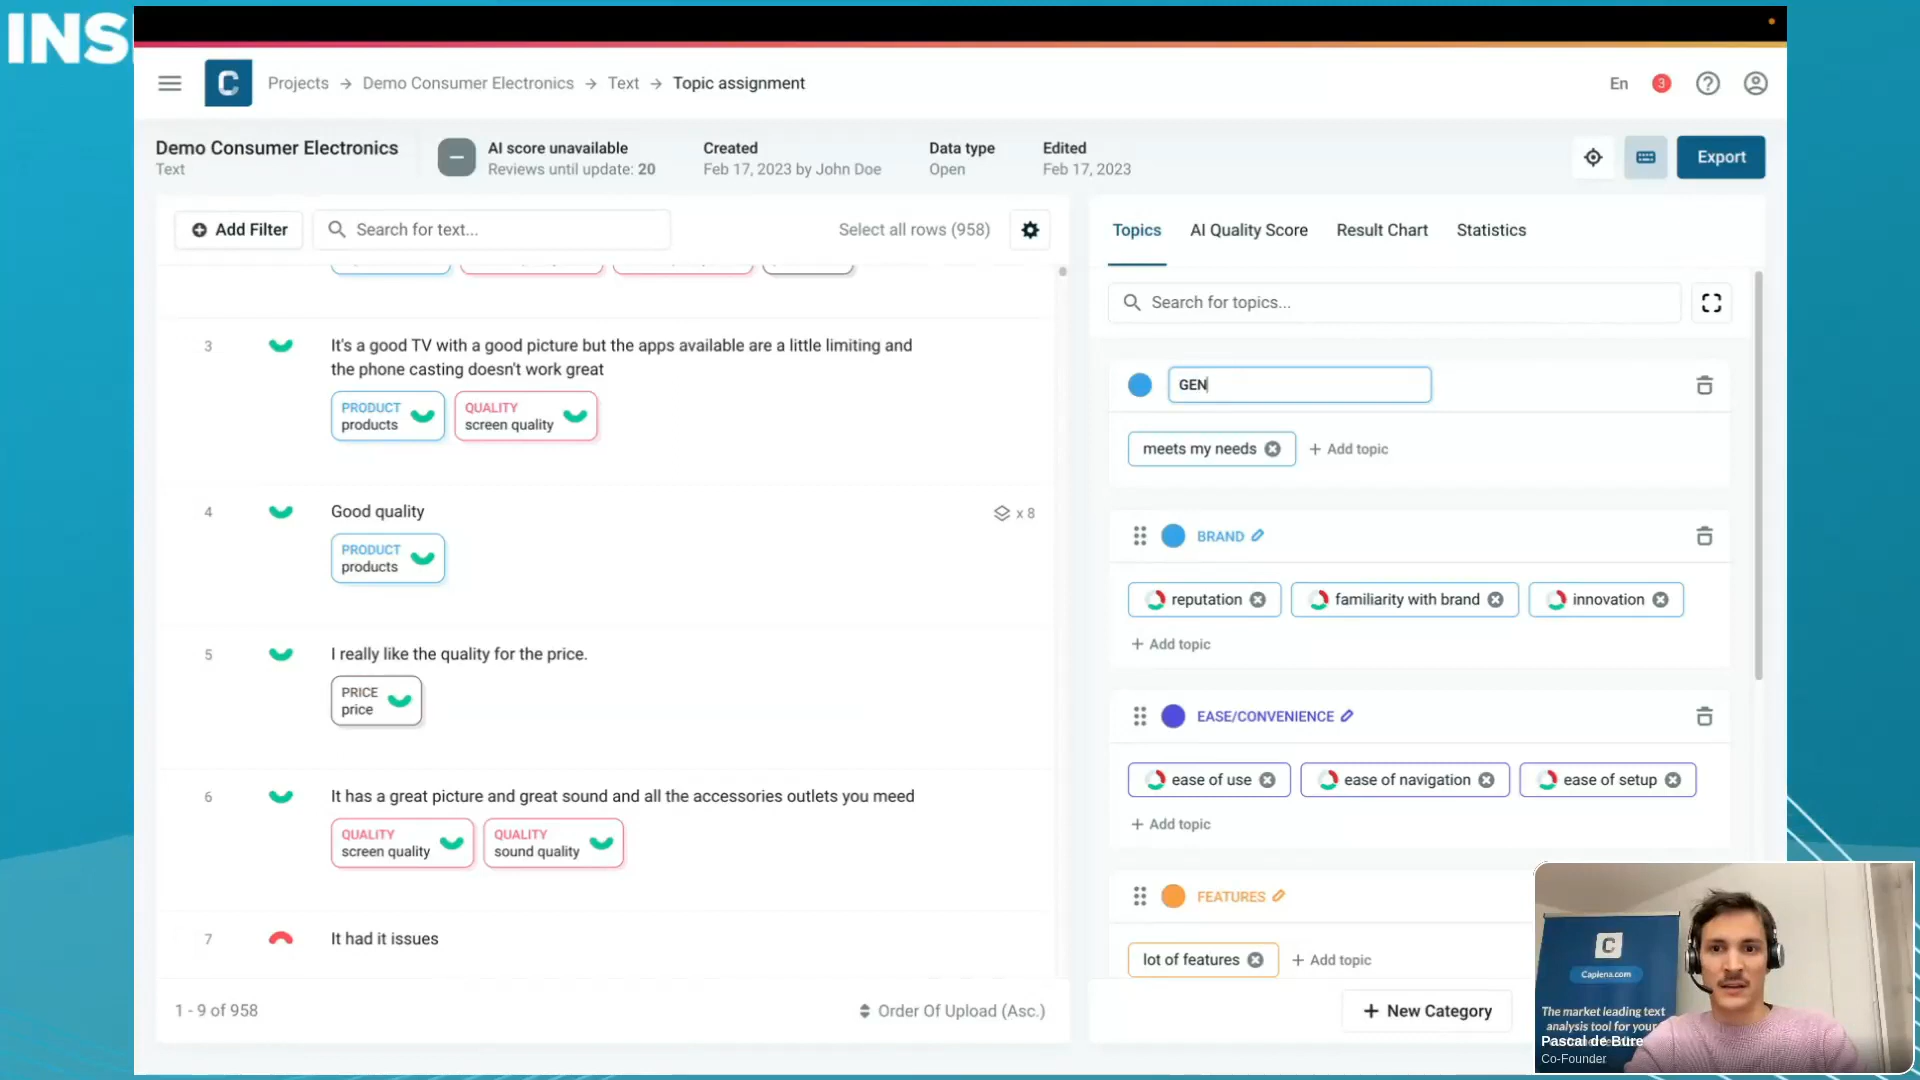 INS
C
Projects → Demo Consumer Electronics → Text → Topic assignment
En
3
Demo Consumer Electronics
Text
AI score unavailable
Reviews until update: 20
Created
Feb 17, 2023 by John Doe
Data type
Open
Edited
Feb 17, 2023
Export
Add Filter
Search for text...
Select all rows (958)
3
It's a good TV with a good picture but the apps available are a little limiting and
the phone casting doesn't work great
PRODUCT
products
QUALITY
screen quality
4
Good quality
x 8
PRODUCT
products
5
I really like the quality for the price.
PRICE
price
6
It has a great picture and great sound and all the accessories outlets you meed
QUALITY
screen quality
QUALITY
sound quality
7
It had it issues
1 - 9 of 958
Order Of Upload (Asc.)
Topics
AI Quality Score
Result Chart
Statistics
Search for topics...
GEN
meets my needs
+ Add topic
BRAND
reputation
familiarity with brand
innovation
+ Add topic
EASE/CONVENIENCE
ease of use
ease of navigation
ease of setup
+ Add topic
FEATURES
lot of features
+ Add topic
+ New Category
C
Caplena.com
The market leading text
analysis tool for your
Pascal de Bure
Co-Founder